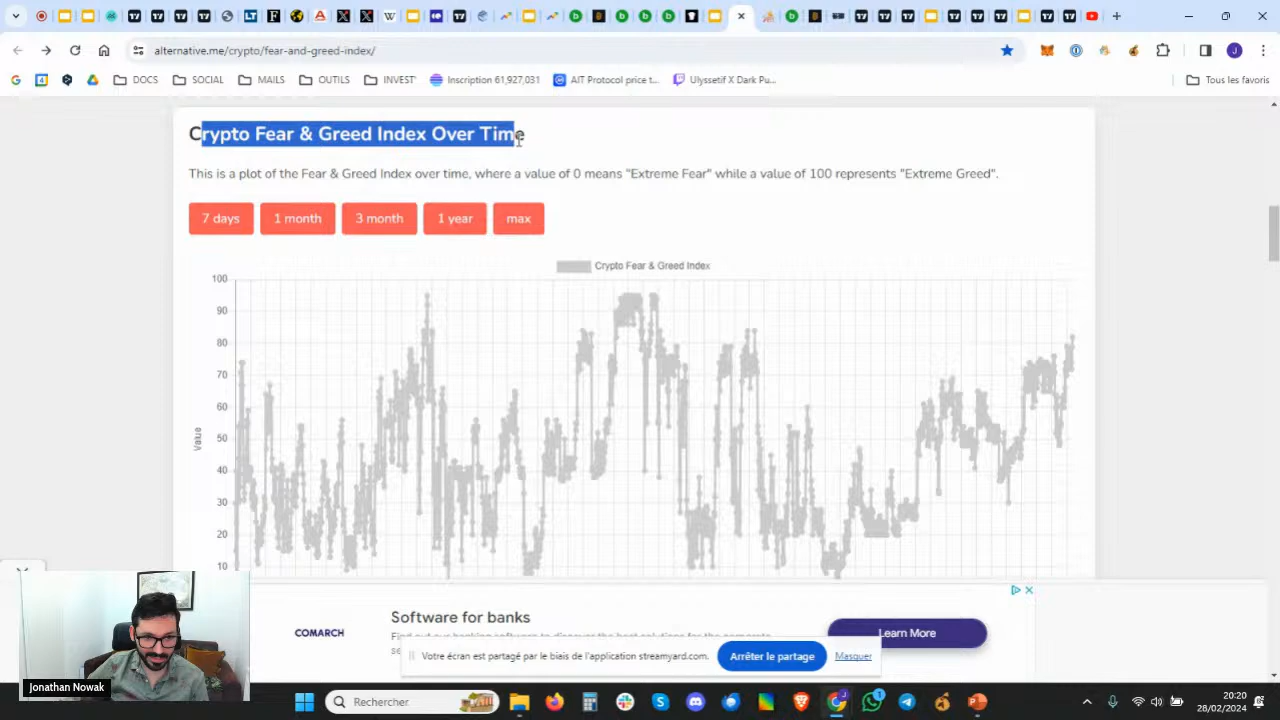 alternative.me/crypto/fear-and-greed-index/
DOCS
SOCIAL
MAILS
OUTILS
INVEST'
Inscription 61,927,031
AIT Protocol price t...
Ulyssetif X Dark Pu...
Tous les favoris
Crypto Fear & Greed Index Over Time
This is a plot of the Fear & Greed Index over time, where a value of 0 means "Extreme Fear" while a value of 100 represents "Extreme Greed".
7 days
1 month
3 month
1 year
max
Crypto Fear & Greed Index
100
90
80
70
60
50
40
30
20
10
Value
Software for banks
COMARCH
Learn More
Votre écran est partagé par le biais de l'application streamyard.com.
Arrêter le partage
Masquer
Jonathan Nowak
Rechercher
20:20
28/02/2024